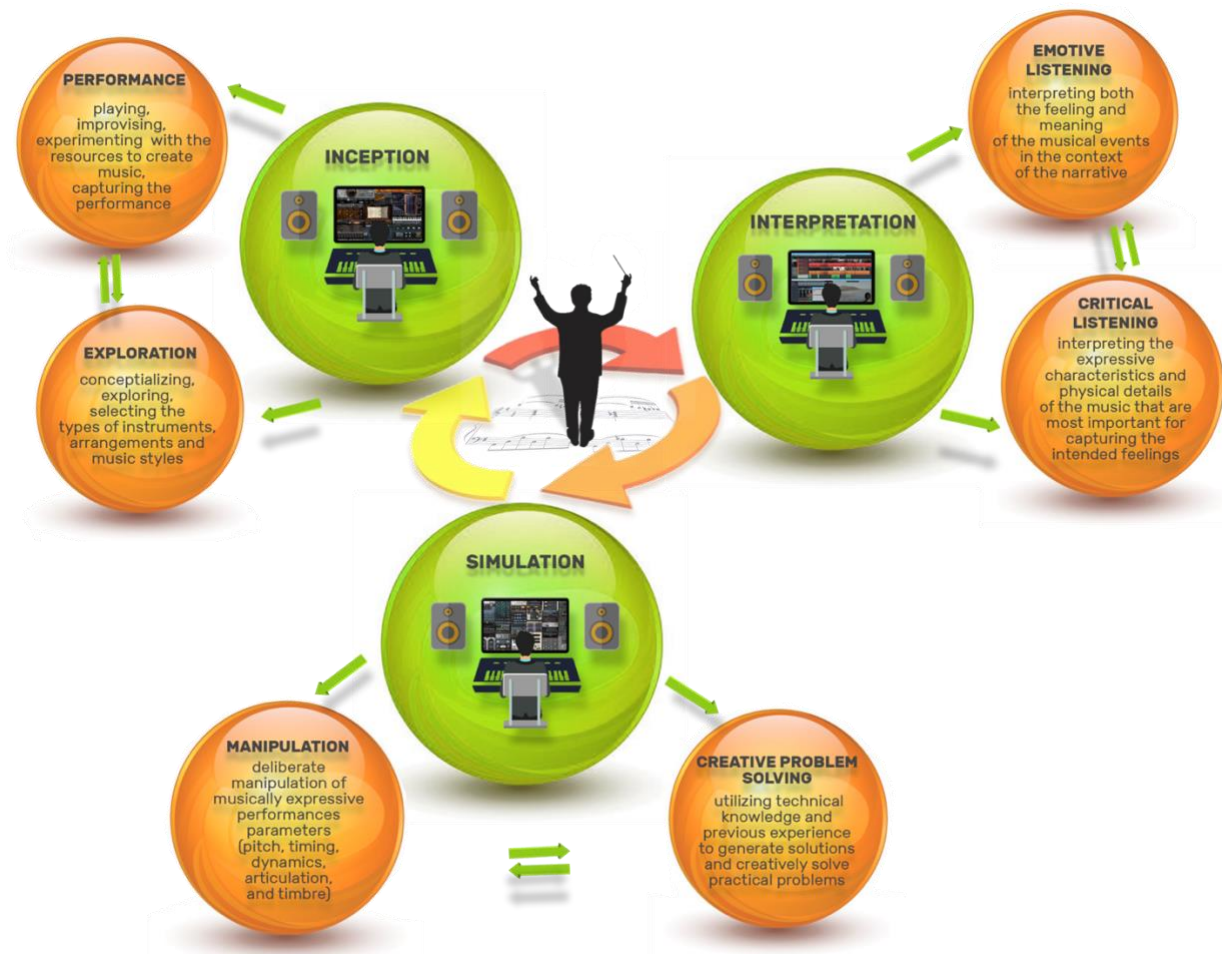 PERFORMANCE
playing,
improvising,
experimenting with the
resources to create
music,
capturing the
performance
INCEPTION
EXPLORATION
conceptializing,
exploring,
selecting the
types of instruments,
arrangements and
music styles
EMOTIVE
LISTENING
interpreting both
the feeling and
meaning
of the musical events
in the context
of the narrative
INTERPRETATION
CRITICAL
LISTENING
interpreting the
expressive
characteristics and
physical details
of the music that are
most important for
capturing the
intended feelings
SIMULATION
MANIPULATION
deliberate
manipulation of
musically expressive
performances
parameters
(pitch, timing,
dynamics,
articulation,
and timbre)
CREATIVE PROBLEM
SOLVING
utilizing technical
knowledge and
previous experience
to generate solutions
and creatively solve
practical problems